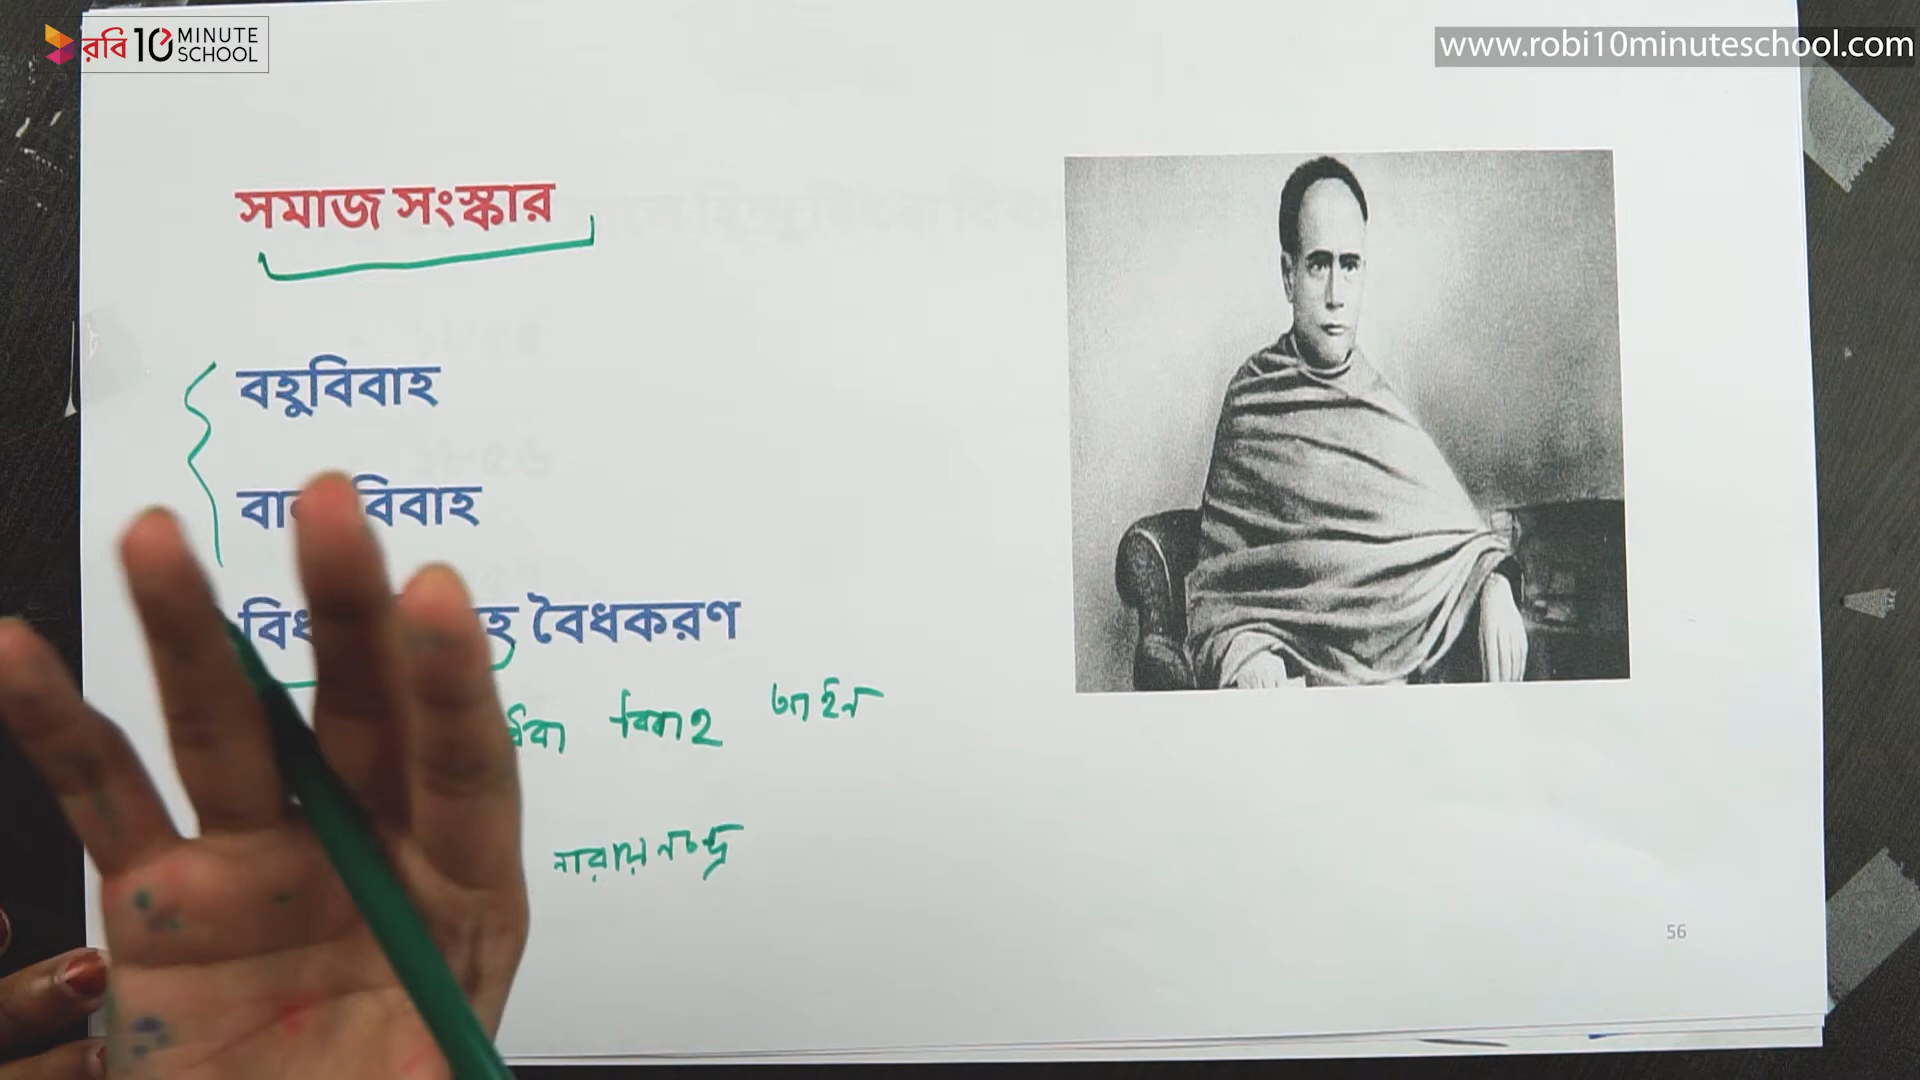 রবি 10 MINUTE SCHOOL
www.robi10minuteschool.com
সমাজ সংস্কার
বহুবিবাহ
বিবাহ
বৈধকরণ
বিবাহ আইন
নারায়নচন্দ্র
56